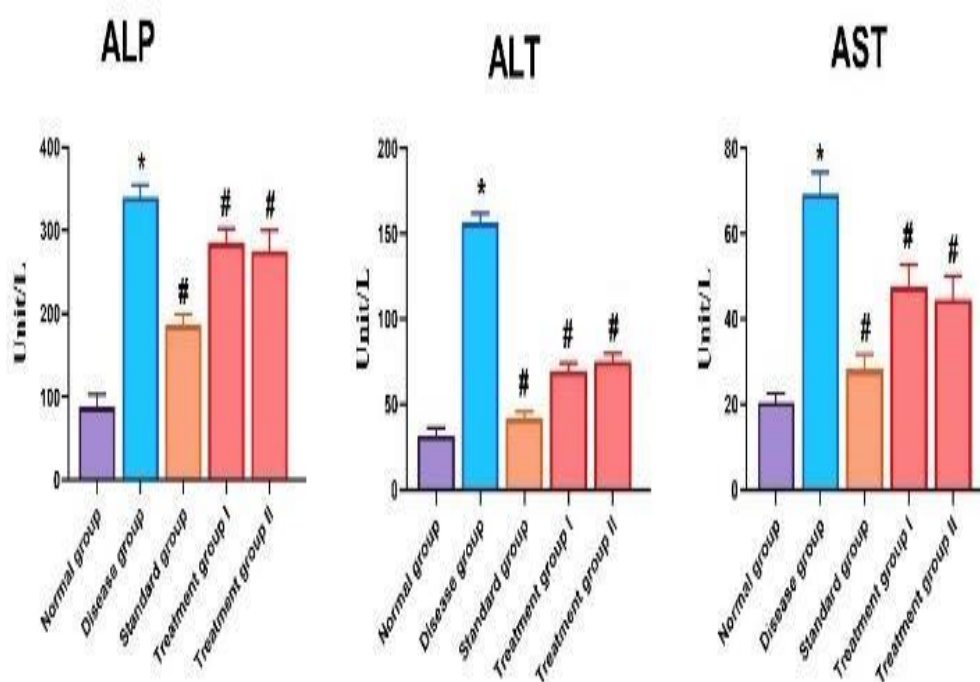 ALP
400
300
200
100
0
Unit/L
*
#
#
#
Normal group
Disease group
Standard group
Treatment group I
Treatment group II
ALT
200
150
100
50
0
Unit/L
*
#
#
#
Normal group
Disease group
Standard group
Treatment group I
Treatment group II
AST
80
60
40
20
0
Unit/L
*
#
#
#
Normal group
Disease group
Standard group
Treatment group I
Treatment group II